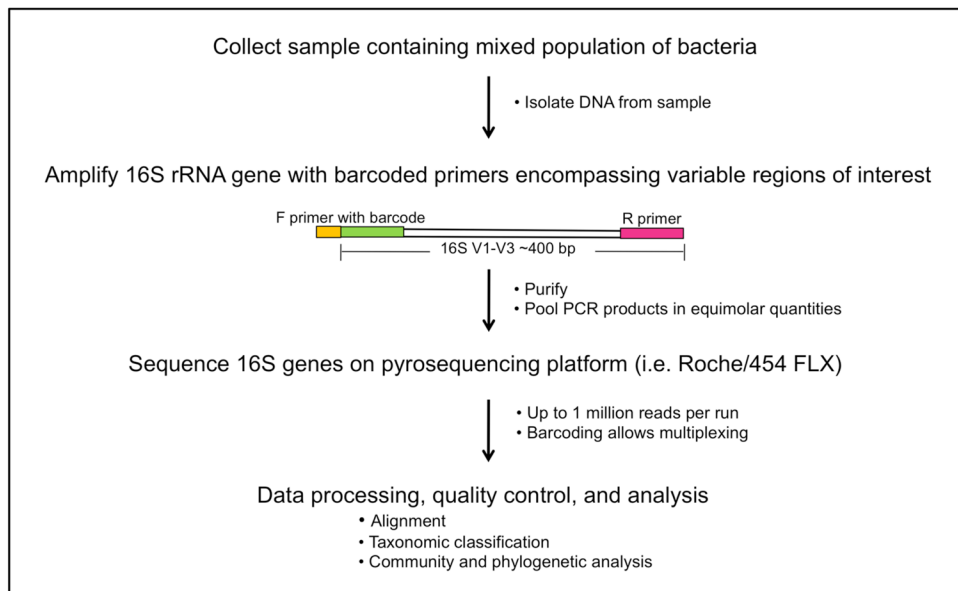 Collect sample containing mixed population of bacteria
• Isolate DNA from sample
Amplify 16S rRNA gene with barcoded primers encompassing variable regions of interest
F primer with barcode
R primer
16S V1-V3 ~400 bp
• Purify
• Pool PCR products in equimolar quantities
Sequence 16S genes on pyrosequencing platform (i.e. Roche/454 FLX)
• Up to 1 million reads per run
• Barcoding allows multiplexing
Data processing, quality control, and analysis
• Alignment
• Taxonomic classification
• Community and phylogenetic analysis